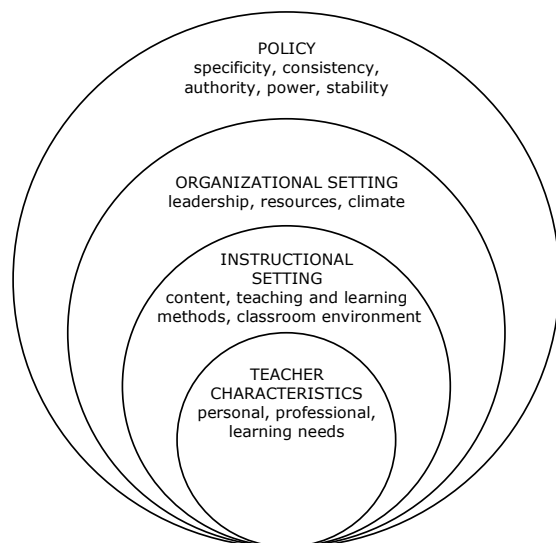 POLICY
specificity, consistency,
authority, power, stability
ORGANIZATIONAL SETTING
leadership, resources, climate
INSTRUCTIONAL
SETTING
content, teaching and learning
methods, classroom environment
TEACHER
CHARACTERISTICS
personal, professional,
learning needs